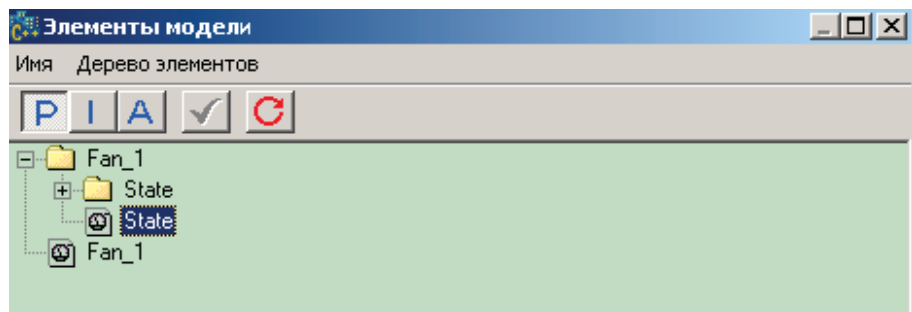 Элементы модели
Имя Дерево элементов
P I A
Fan_1
State
State
Fan_1